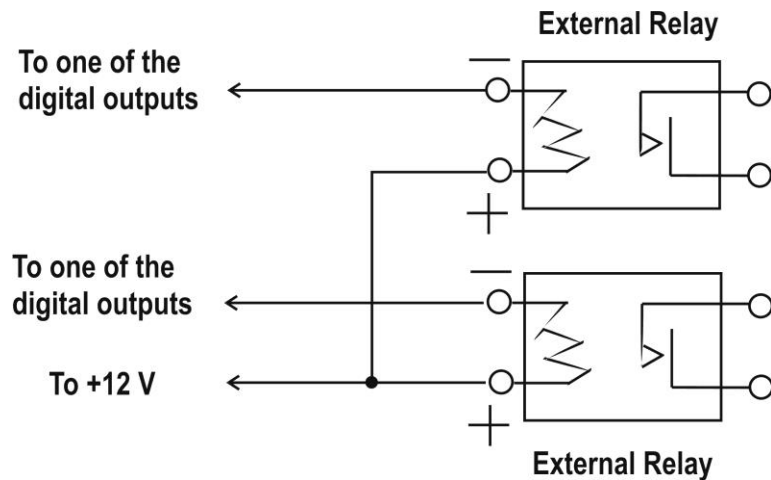 External Relay
To one of the
digital outputs
To one of the
digital outputs
To +12 V
External Relay